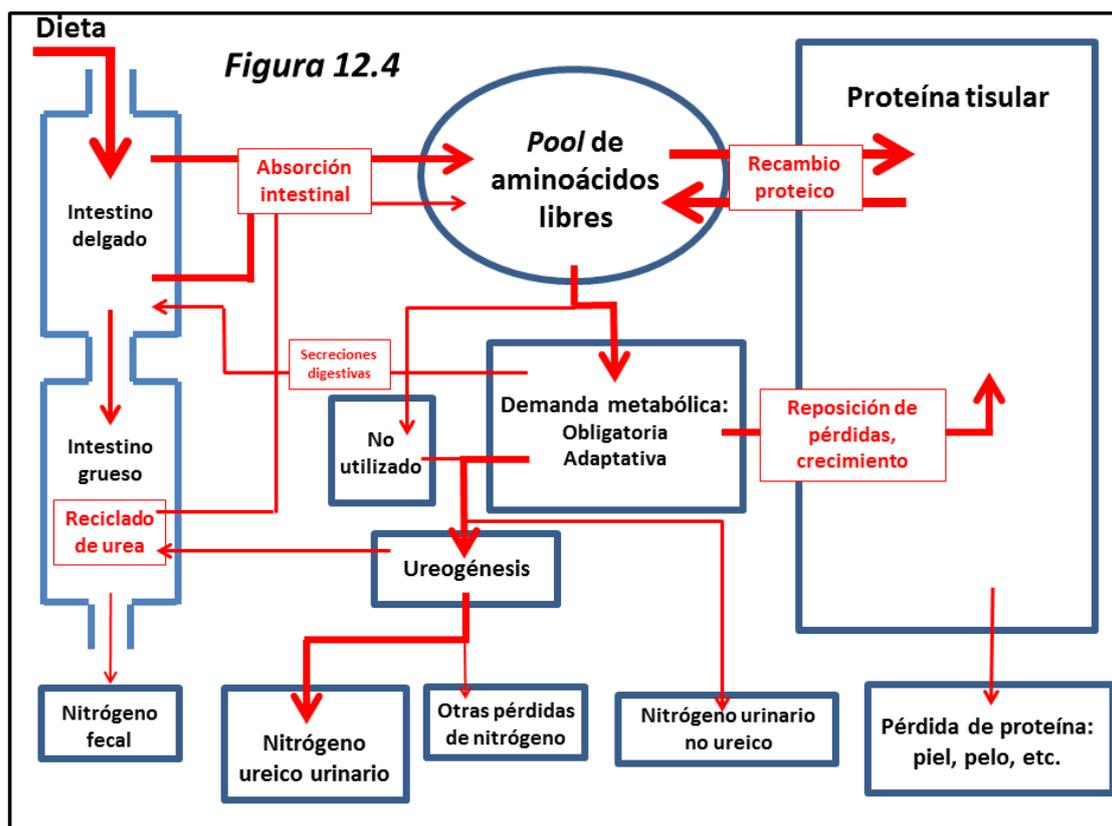 Dieta
Figura 12.4
Proteína tisular
Pool de
aminoácidos
libres
Absorción
intestinal
Recambio
proteico
Intestino
delgado
Secreciones
digestivas
Demanda metabólica:
Obligatoria
Adaptativa
Reposición de
pérdidas,
crecimiento
No
utilizado
Intestino
grueso
Reciclado
de urea
Ureogénesis
Nitrógeno
fecal
Nitrógeno
ureico urinario
Otras pérdidas
de nitrógeno
Nitrógeno urinario
no ureico
Pérdida de proteína:
piel, pelo, etc.